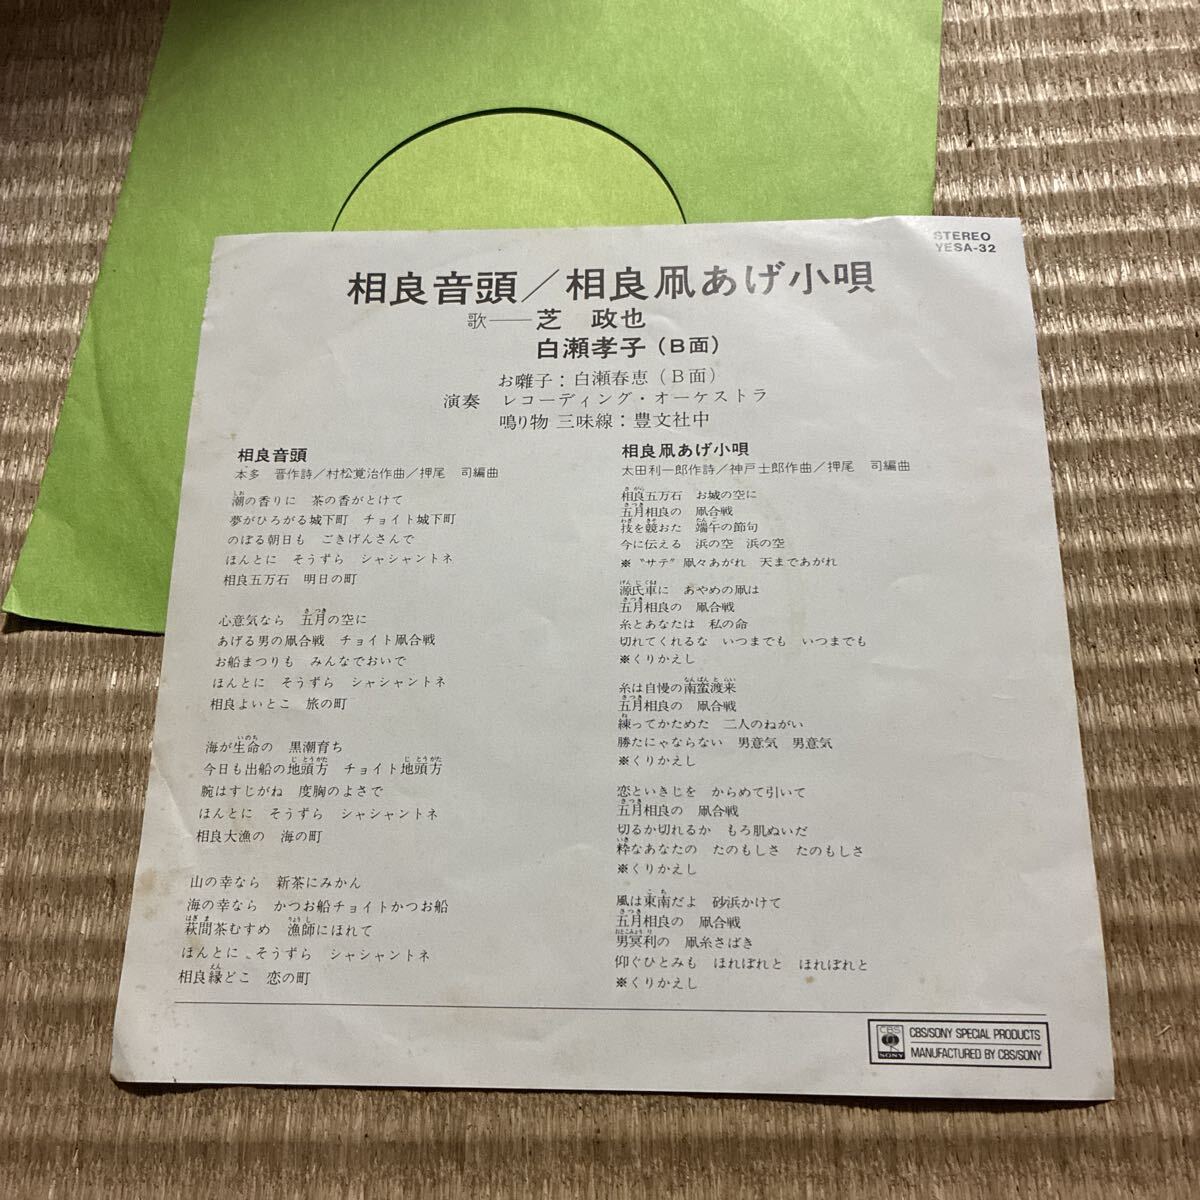 STEREO
YESA-32
相良音頭／相良凧あげ小唄
歌──芝　政也
白瀬孝子（B面）
お囃子：白瀬春恵（B面）
演奏　レコーディング・オーケストラ
鳴り物 三味線：豊文社中
相良音頭
本多　晋作詩／村松覚治作曲／押尾　司編曲
潮の香りに　茶の香がとけて
夢がひろがる城下町　チョイト城下町
のぼる朝日も　ごきげんさんで
ほんとに　そうずら　シャシャントネ
相良五万石　明日の町
心意気なら　五月の空に
あげる男の凧合戦　チョイト凧合戦
お船まつりも　みんなでおいで
ほんとに　そうずら　シャシャントネ
相良よいとこ　旅の町
海が生命の　黒潮育ち
今日も出船の地頭方　チョイト地頭方
腕はすじがね　度胸のよさで
ほんとに　そうずら　シャシャントネ
相良大漁の　海の町
山の幸なら　新茶にみかん
海の幸なら　かつお船チョイトかつお船
萩間茶むすめ　漁師にほれて
ほんとに　そうずら　シャシャントネ
相良縁どこ　恋の町
相良凧あげ小唄
太田利一郎作詩／神戸士郎作曲／押尾　司編曲
相良五万石　お城の空に
五月相良の　凧合戦
技を競おた　端午の節句
今に伝える　浜の空　浜の空
※〝サテ〞凧々あがれ　天まであがれ
源氏車に　あやめの凧は
五月相良の　凧合戦
糸とあなたは　私の命
切れてくれるな　いつまでも　いつまでも
※くりかえし
糸は自慢の南蛮渡来
五月相良の　凧合戦
練ってかためた　二人のねがい
勝たにゃならない　男意気　男意気
※くりかえし
恋といきじを　からめて引いて
五月相良の　凧合戦
切るか切れるか　もろ肌ぬいだ
粋なあなたの　たのもしさ　たのもしさ
※くりかえし
風は東南だよ　砂浜かけて
五月相良の　凧合戦
男冥利の　凧糸さばき
仰ぐひとみも　ほれぼれと　ほれぼれと
※くりかえし
CBS
SONY
CBS/SONY SPECIAL PRODUCTS
MANUFACTURED BY CBS/SONY